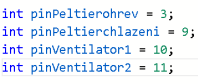 int pinPeltierohrev = 3;
int pinPeltierchlazeni = 9;
int pinVentilator1 = 10;
int pinVentilator2 = 11;